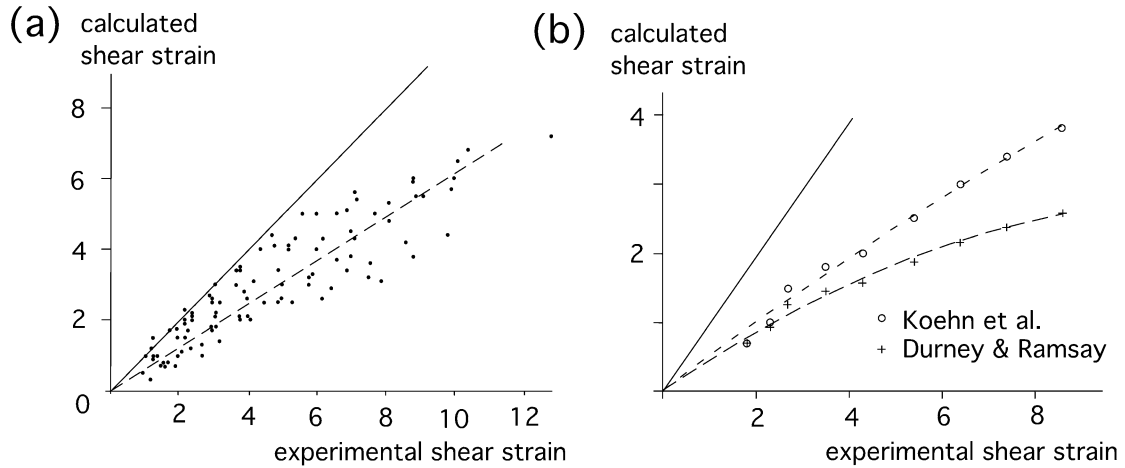 (a)
calculated
shear strain
8
6
4
2
0
2 4 6 8 10 12
experimental shear strain
(b)
calculated
shear strain
4
2
Koehn et al.
Durney & Ramsay
2 4 6 8
experimental shear strain